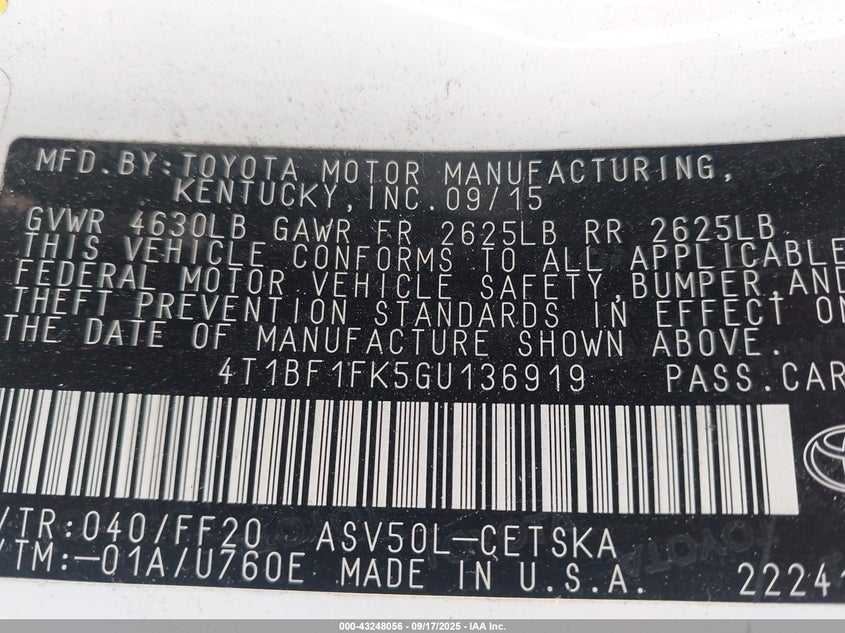 MFD.BY:TOYOTA MOTOR MANUFACTURING,
KENTUCKY,INC.09/15
GVWR 4630LB GAWR FR 2625LB RR 2625LB
THIS VEHICLE CONFORMS TO ALL APPLICABLE
FEDERAL MOTOR VEHICLE SAFETY,BUMPER,AND
THEFT PREVENTION STANDARDS IN EFFECT ON
THE DATE OF MANUFACTURE SHOWN ABOVE.
4T1BF1FK5GU136919 PASS.CAR
/TR:040/FF20 ASV50L-CETSKA
/TM:-01A/U760E MADE IN U.S.A. 2224
000-43248056 - 09/17/2025 - IAA Inc.